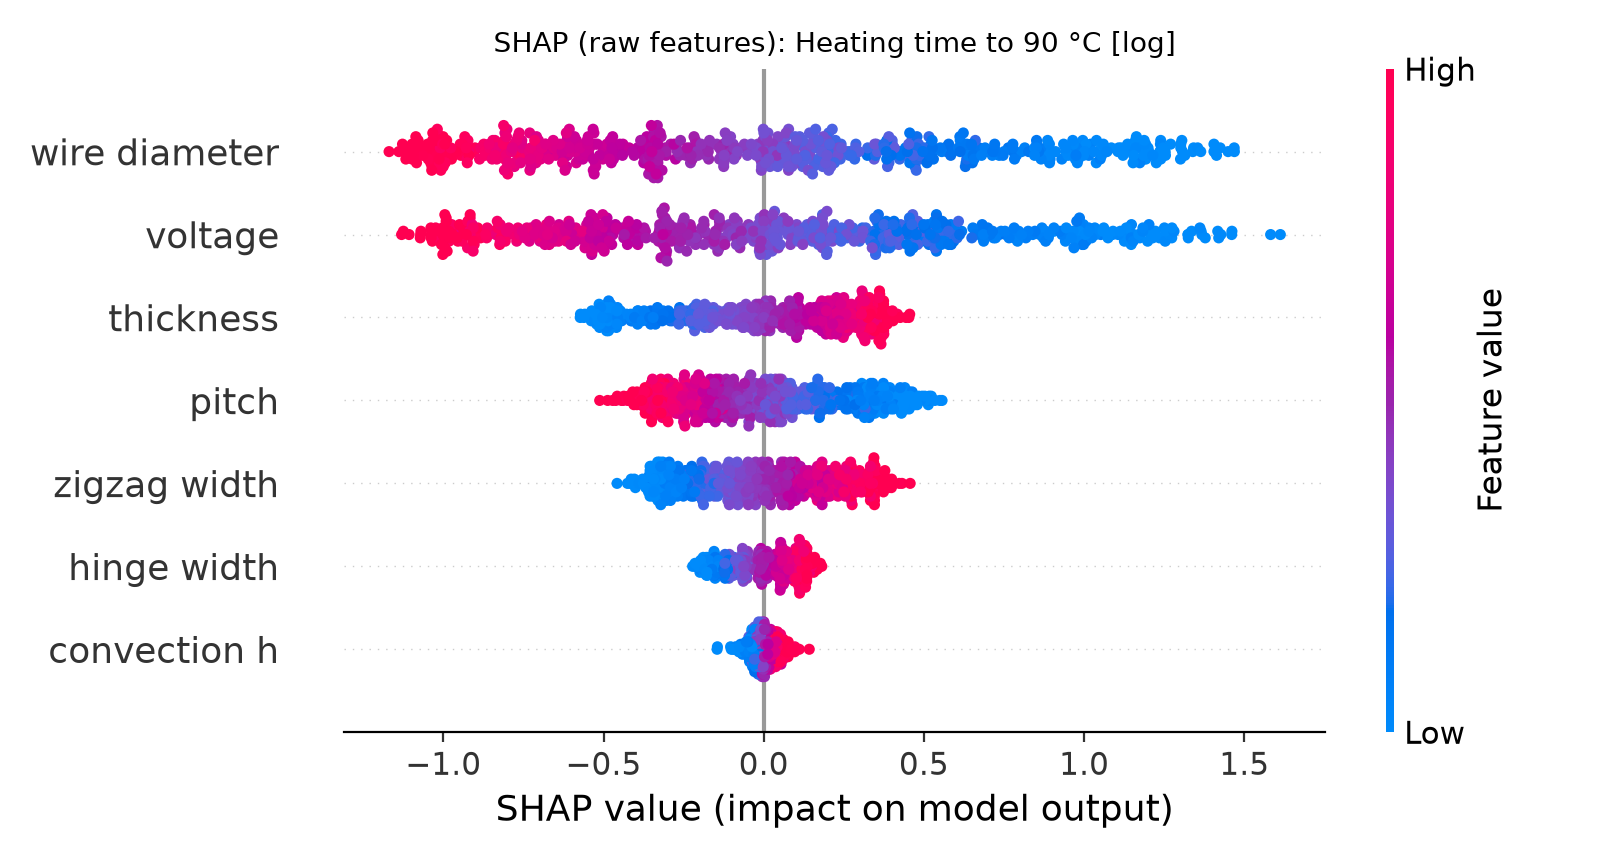 SHAP (raw features): Heating time to 90 °C [log]
High
wire diameter
voltage
thickness
pitch
zigzag width
hinge width
convection h
Feature value
Low
−1.0 −0.5 0.0 0.5 1.0 1.5
SHAP value (impact on model output)